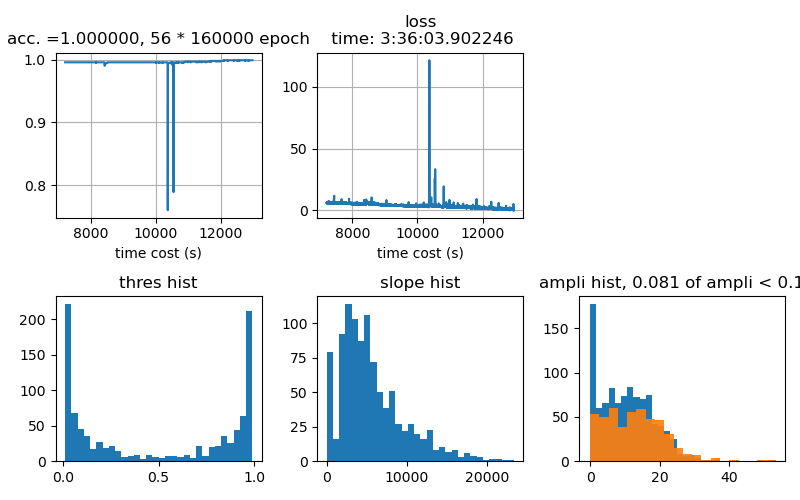 acc. =1.000000, 56 * 160000 epoch
1.0
0.9
0.8
8000 10000 12000
time cost (s)
loss
time: 3:36:03.902246
100
50
0
8000 10000 12000
time cost (s)
thres hist
200
150
100
50
0
0.0 0.5 1.0
slope hist
100
75
50
25
0
0 10000 20000
ampli hist, 0.081 of ampli < 0.1
150
100
50
0
0 20 40